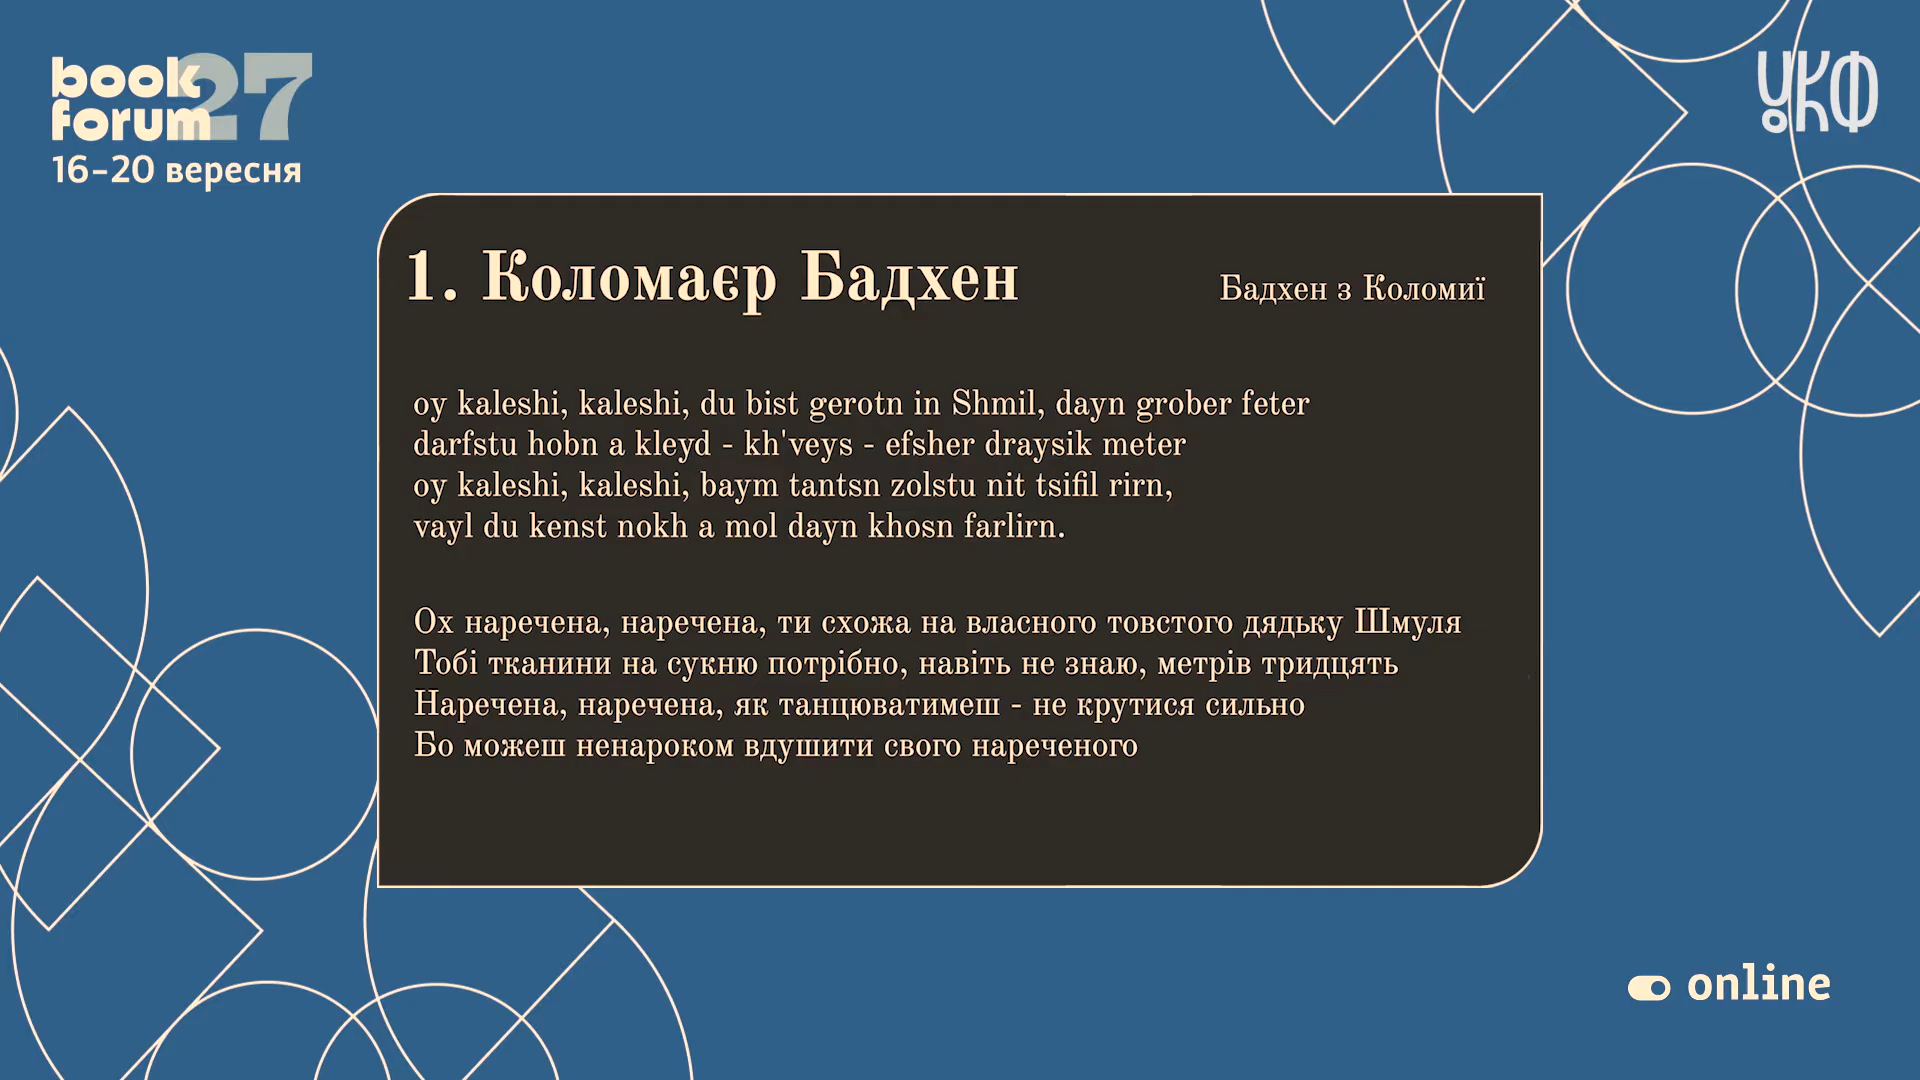 book
forum 27
16-20 вересня
УКФ
1. Коломаєр Бадхен
Бадхен з Коломиї
oy kaleshi, kaleshi, du bist gerotn in Shmil, dayn grober feter
darfstu hobn a kleyd - kh'veys - efsher draysik meter
oy kaleshi, kaleshi, baym tantsn zolstu nit tsifil rirn,
vayl du kenst nokh a mol dayn khosn farlirn.
Ох наречена, наречена, ти схожа на власного товстого дядьку Шмуля
Тобі тканини на сукню потрібно, навіть не знаю, метрів тридцять
Наречена, наречена, як танцюватимеш - не крутися сильно
Бо можеш ненароком вдушити свого нареченого
online